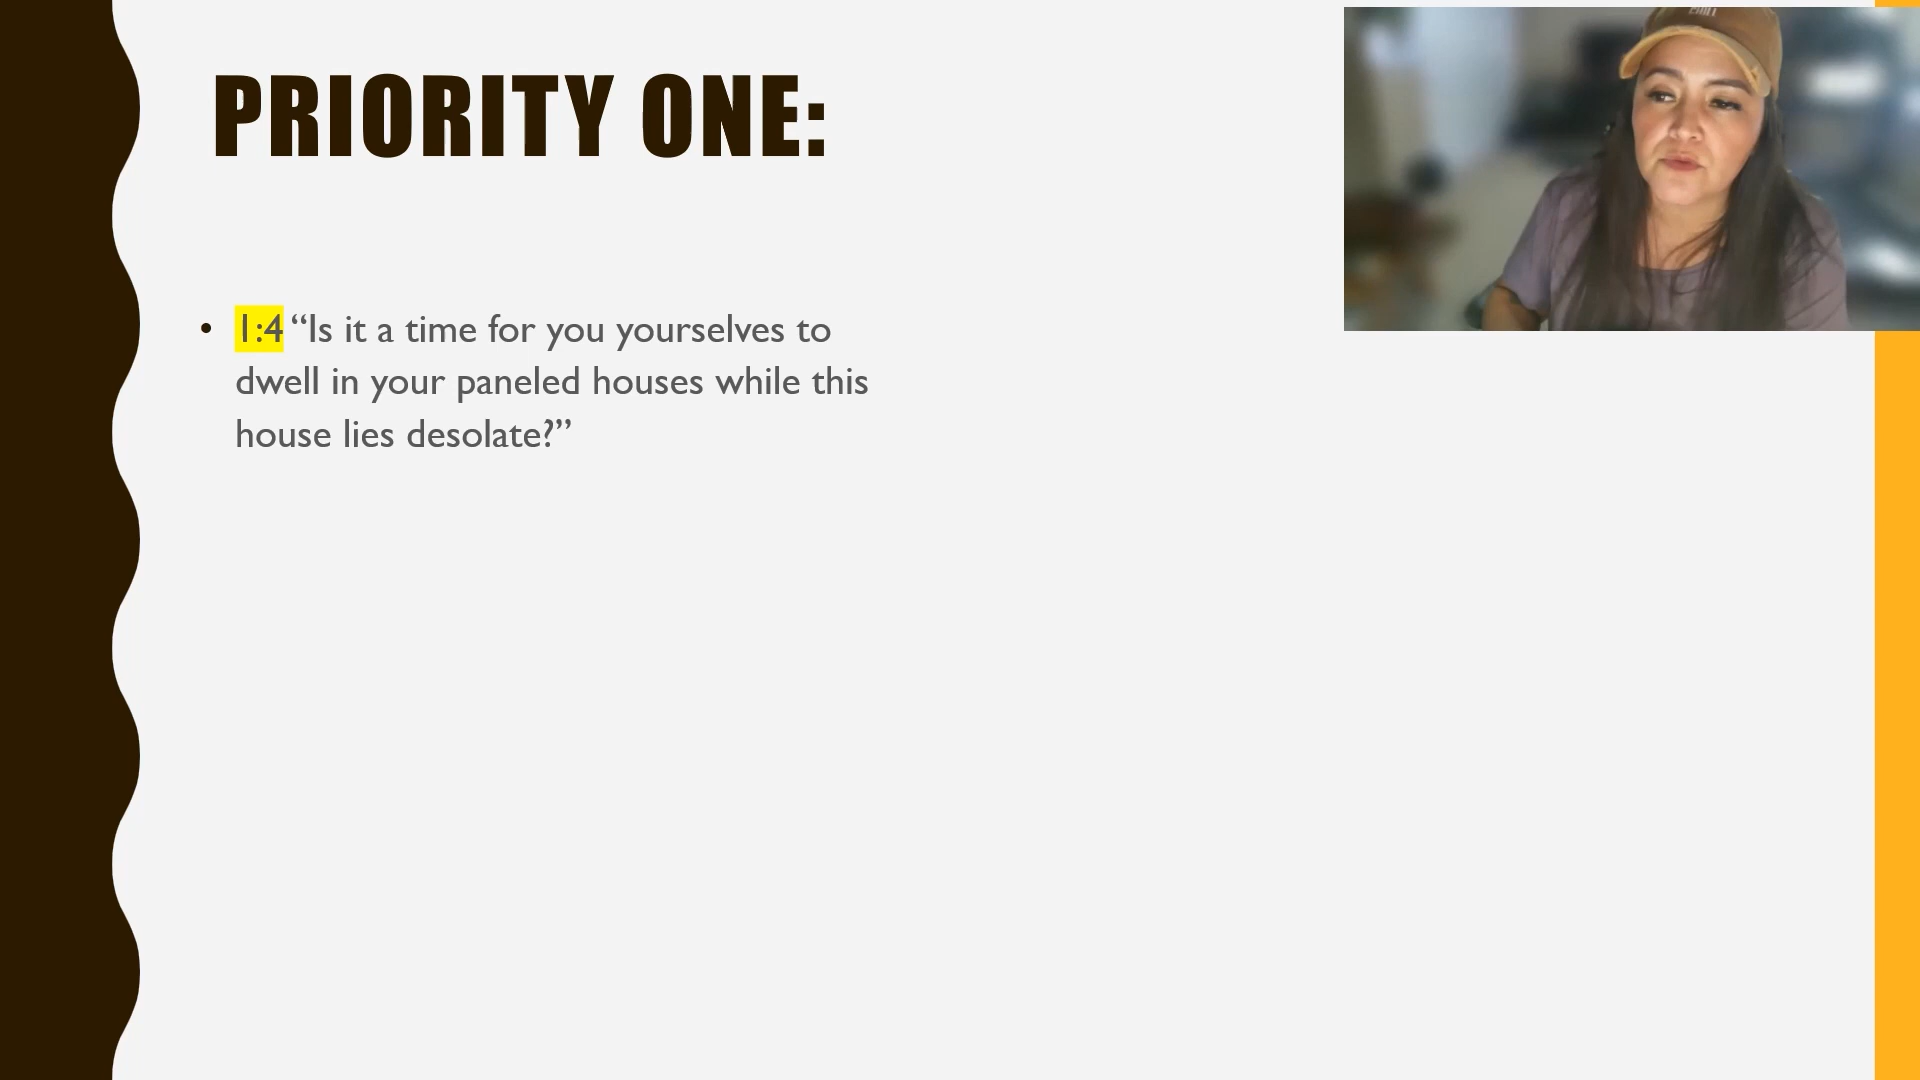 PRIORITY ONE:
• 1:4 “Is it a time for you yourselves to
dwell in your paneled houses while this
house lies desolate?”